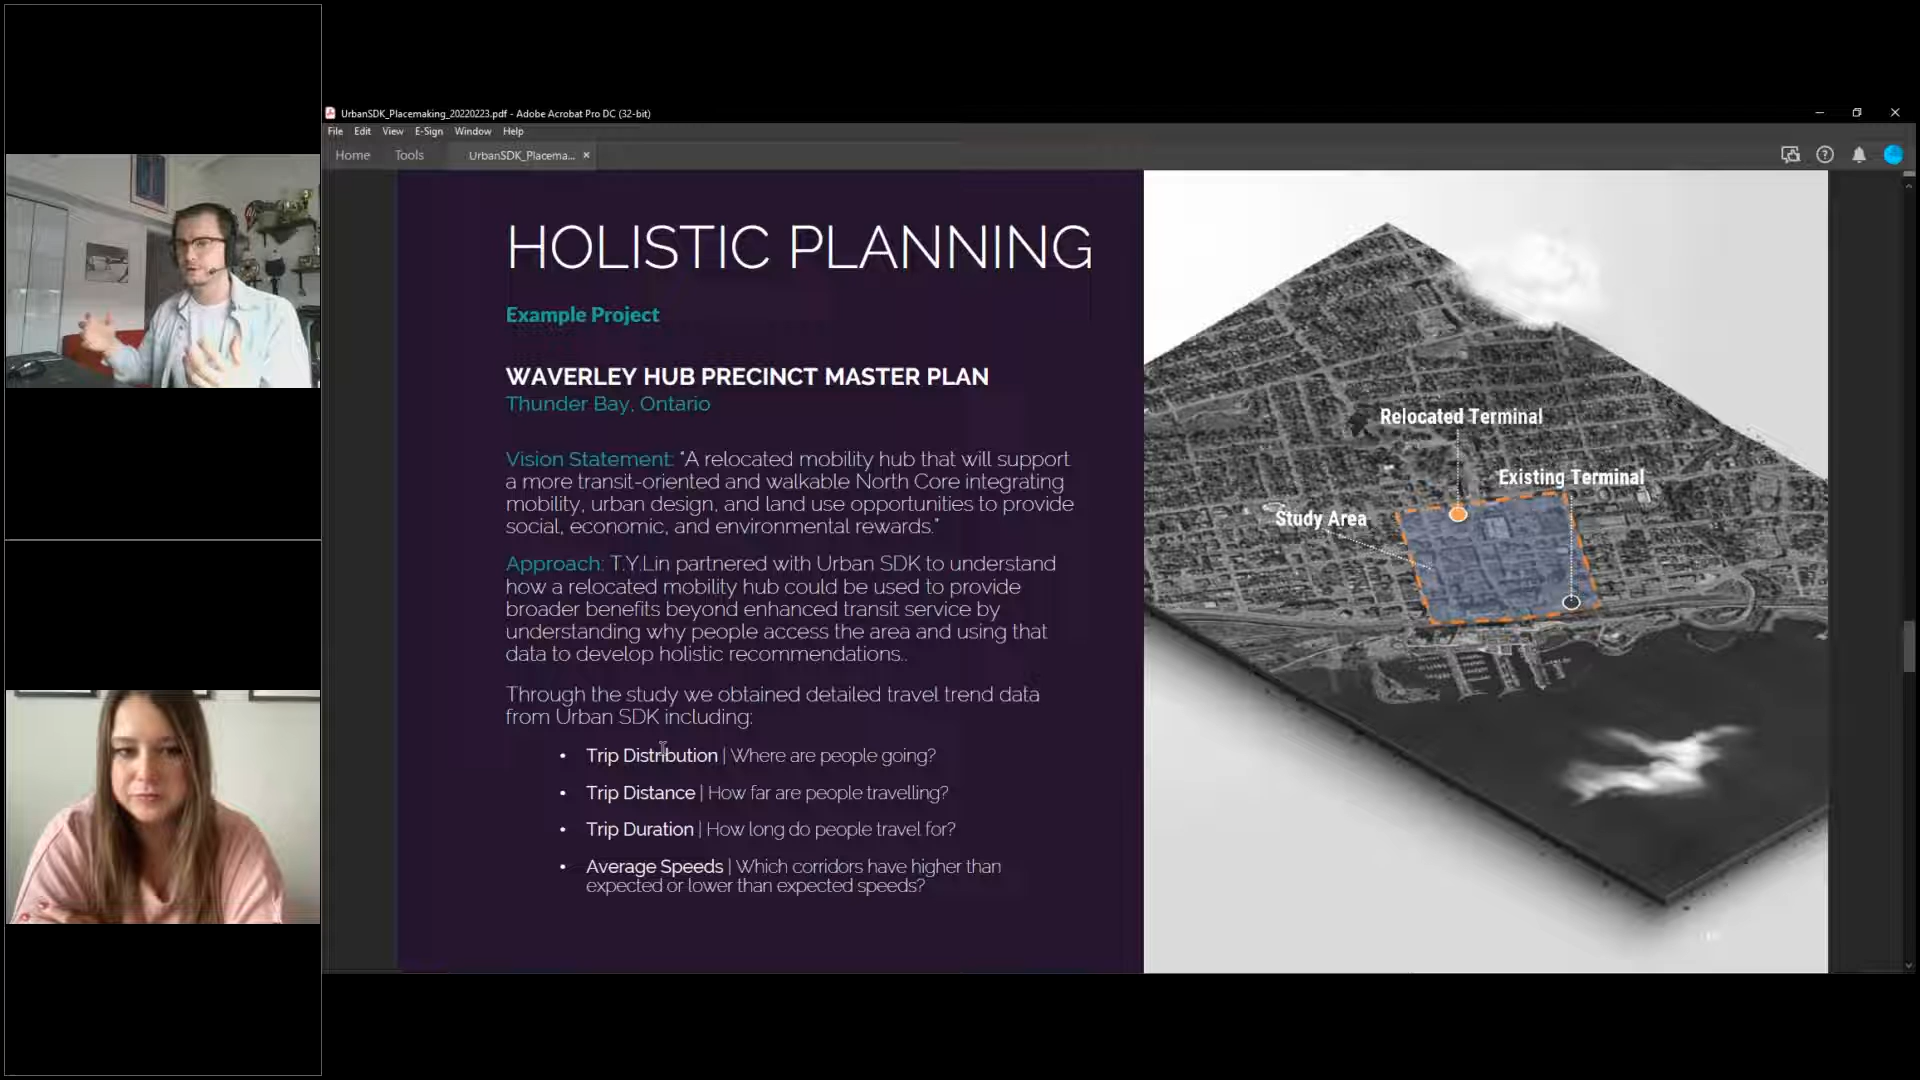 UrbanSDK_Placemaking_20220223.pdf - Adobe Acrobat Pro DC (32-bit)
File Edit View E-Sign Window Help
Home Tools UrbanSDK_Placema... ×
HOLISTIC PLANNING
Example Project
WAVERLEY HUB PRECINCT MASTER PLAN
Thunder Bay, Ontario
Vision Statement: "A relocated mobility hub that will support
a more transit-oriented and walkable North Core integrating
mobility, urban design, and land use opportunities to provide
social, economic, and environmental rewards."
Approach: T.Y.Lin partnered with Urban SDK to understand
how a relocated mobility hub could be used to provide
broader benefits beyond enhanced transit service by
understanding why people access the area and using that
data to develop holistic recommendations..
Through the study we obtained detailed travel trend data
from Urban SDK including:
• Trip Distribution | Where are people going?
• Trip Distance | How far are people travelling?
• Trip Duration | How long do people travel for?
• Average Speeds | Which corridors have higher than
expected or lower than expected speeds?
Relocated Terminal
Existing Terminal
Study Area